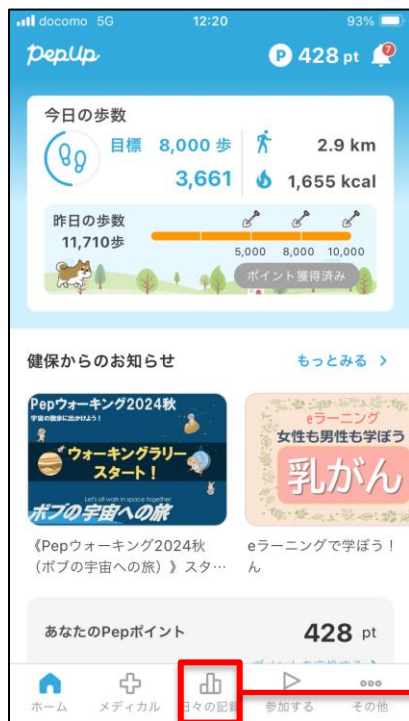 docomo 5G 12:20 93%
PepUp P 428 pt 7
今日の歩数
目標 8,000 歩
2.9 km
3,661
1,655 kcal
昨日の歩数
11,710歩
5,000 8,000 10,000
ポイント獲得済み
健保からのお知らせ もっとみる
Pepウォーキング2024秋
宇宙の散歩に出かけよう!
ウォーキングラリー
スタート!
Let's all walk in space together
ボブの宇宙への旅
eラーニング
女性も男性も学ぼう
乳がん
《Pepウォーキング2024秋
(ボブの宇宙への旅)》スタ…
eラーニングで学ぼう!
ん
あなたのPepポイント 428 pt
ホーム メディカル 日々の記録 参加する その他